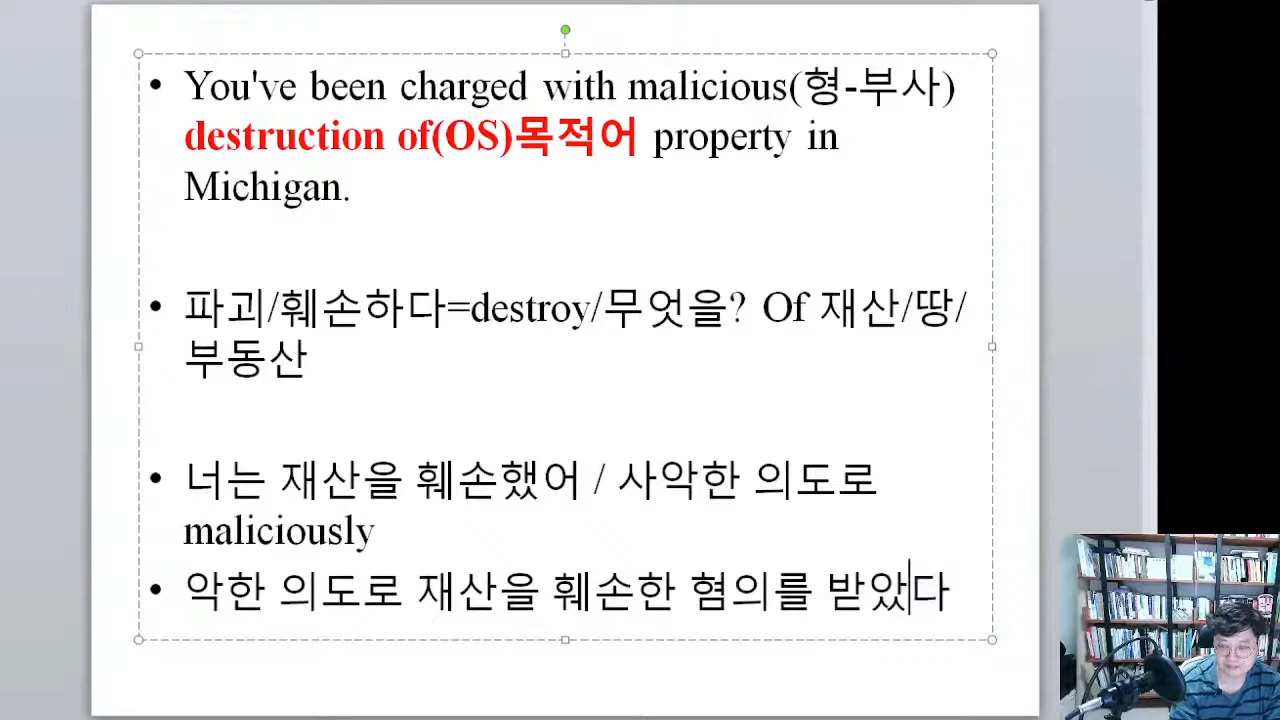 • You've been charged with malicious(형-부사)
destruction of(OS)목적어 property in
Michigan.
• 파괴/훼손하다=destroy/무엇을? Of 재산/땅/
부동산
• 너는 재산을 훼손했어 / 사악한 의도로
maliciously
• 악한 의도로 재산을 훼손한 혐의를 받았다